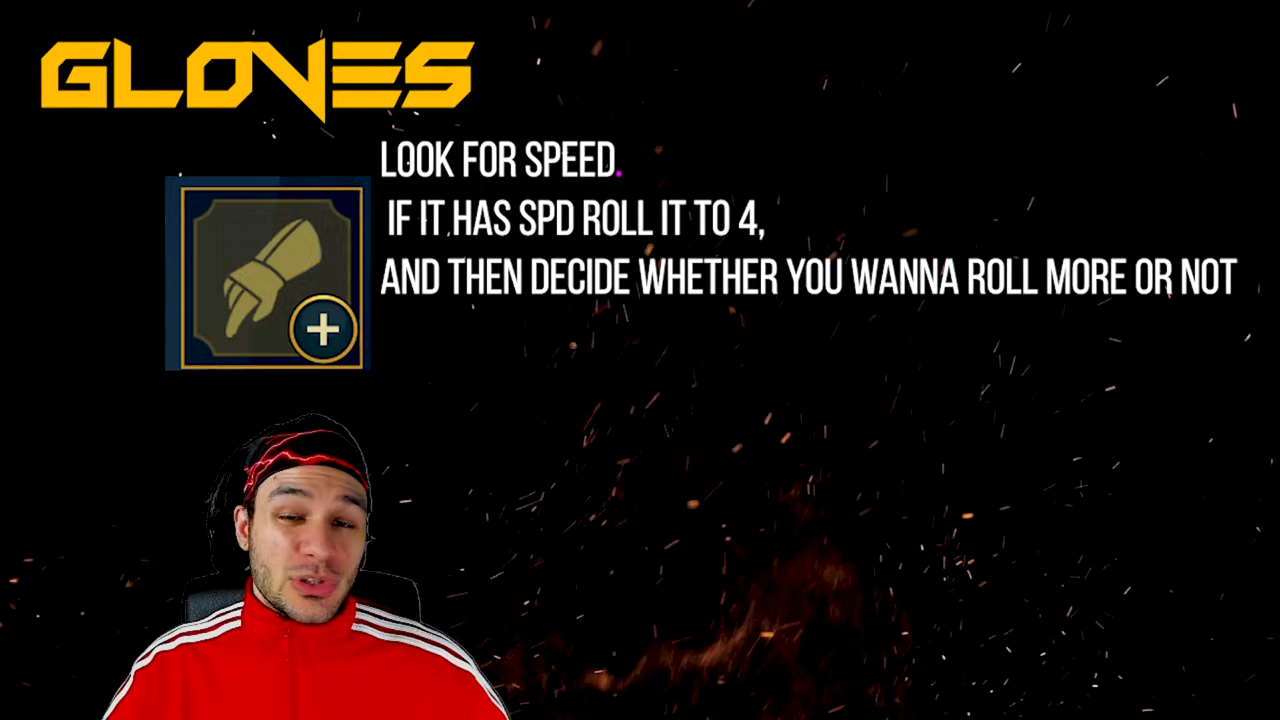 GLOVES
LOOK FOR SPEED.
IF IT HAS SPD ROLL IT TO 4,
AND THEN DECIDE WHETHER YOU WANNA ROLL MORE OR NOT